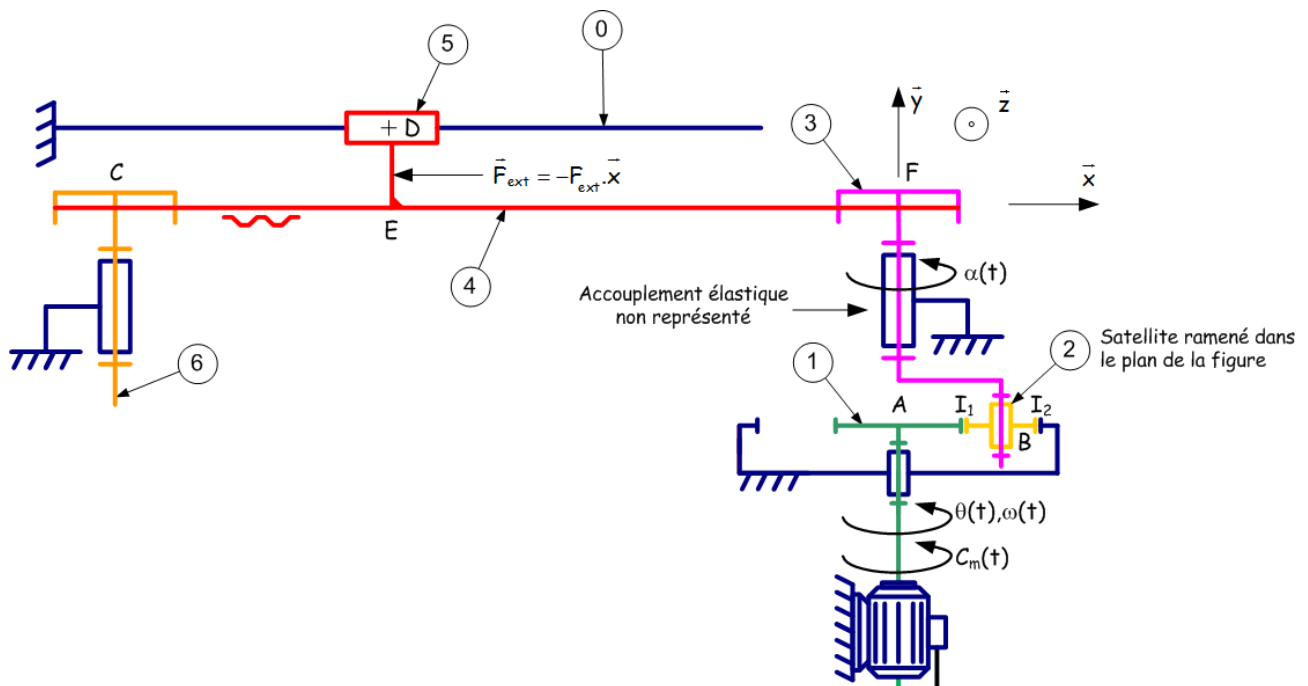 0
5
+ D
y
z
3
C
F
F_ext = -F_ext.x
x
E
4
α(t)
Accouplement élastique
non représenté
2
Satellite ramené dans
le plan de la figure
6
1
A
I₁
I₂
B
θ(t),ω(t)
Cₘ(t)